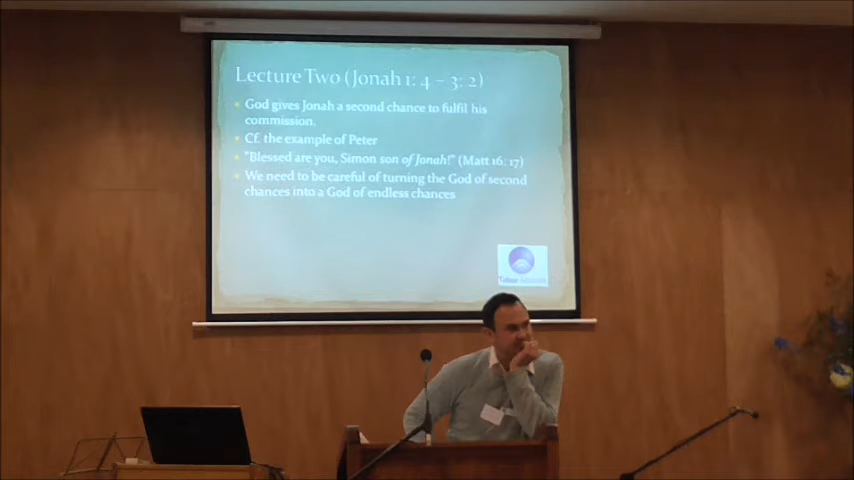 Lecture Two (Jonah 1: 4 – 3: 2)
God gives Jonah a second chance to fulfil his
commission.
Cf. the example of Peter
"Blessed are you, Simon son of Jonah!" (Matt 16: 17)
We need to be careful of turning the God of second
chances into a God of endless chances